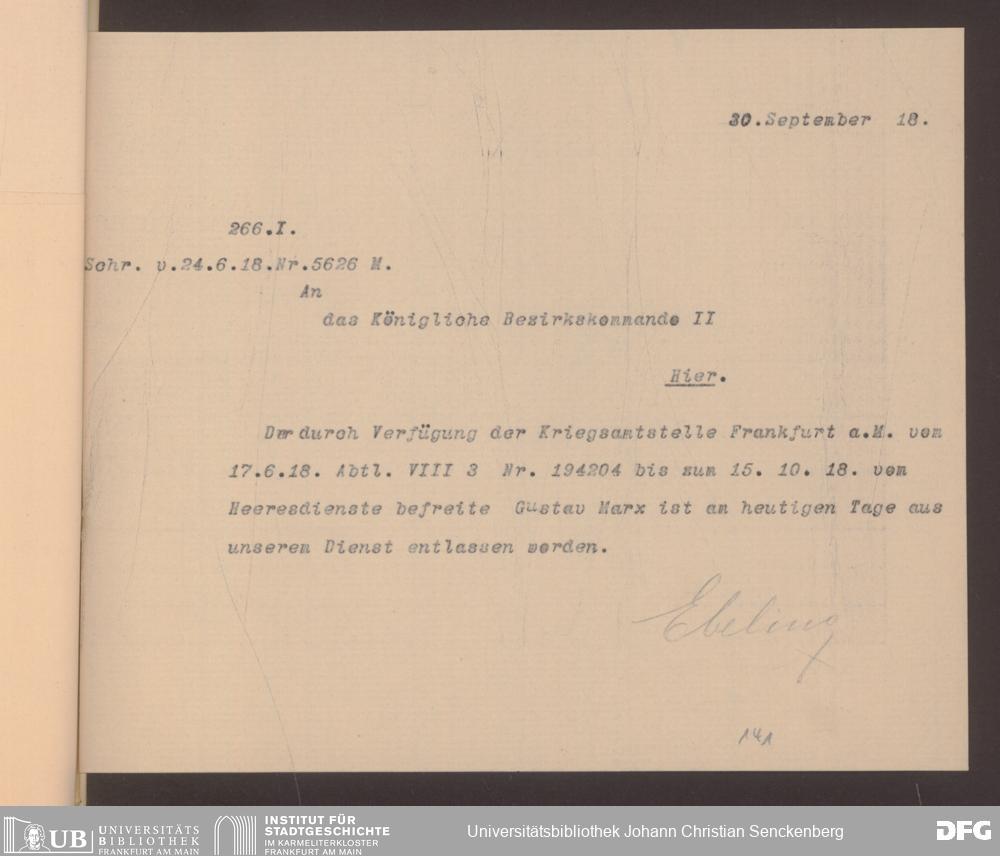 30.September 18.
266.I.
Schr. v.24.6.18.Nr.5626 M.
An
das Königliche Bezirkskommando II
Hier.
Der durch Verfügung der Kriegsamtstelle Frankfurt a.M. vom
17.6.18. Abtl. VIII 3 Nr. 194204 bis zum 15. 10. 18. vom
Heeresdienste befreite Gustav Marx ist am heutigen Tage aus
unserem Dienst entlassen worden.
Ebeling
141
UB UNIVERSITÄTS
BIBLIOTHEK
FRANKFURT AM MAIN
INSTITUT FÜR
STADTGESCHICHTE
IM KARMELITERKLOSTER
FRANKFURT AM MAIN
Universitätsbibliothek Johann Christian Senckenberg
DFG